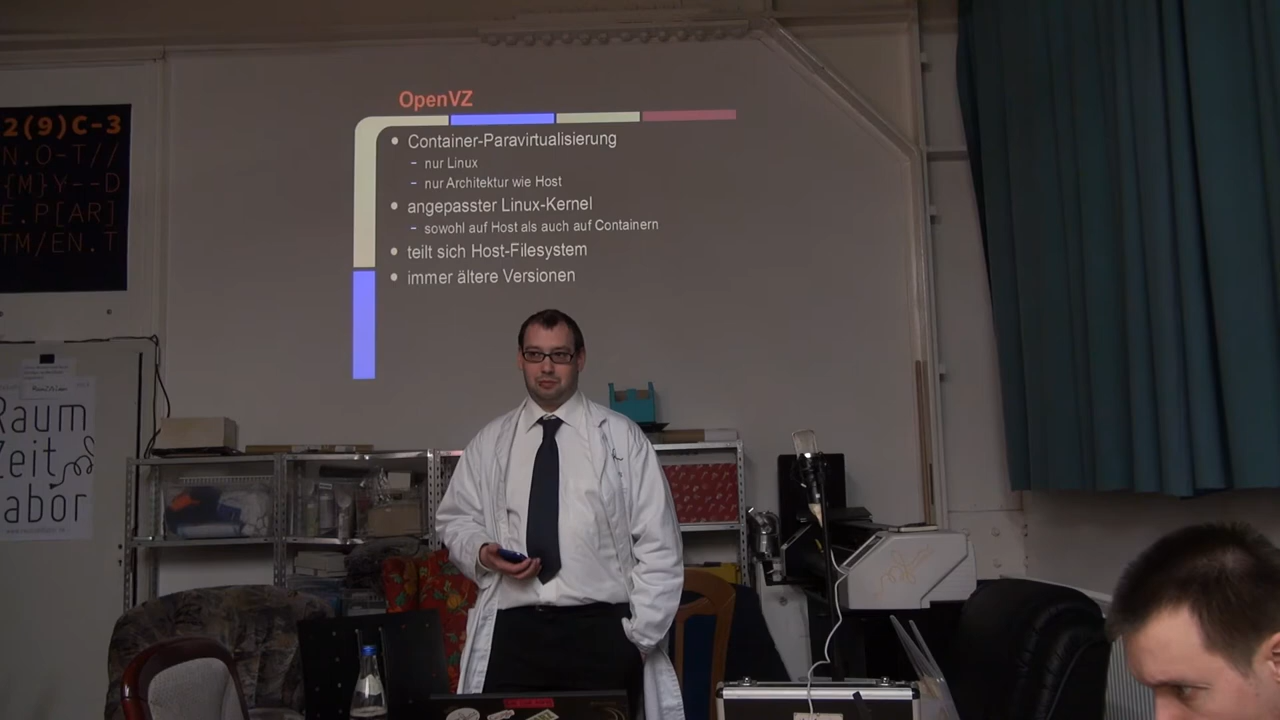 OpenVZ
Container-Paravirtualisierung
nur Linux
nur Architektur wie Host
angepasster Linux-Kernel
sowohl auf Host als auch auf Containern
teilt sich Host-Filesystem
immer ältere Versionen
2(9)C-3
N.O-T//
{M}Y--D
E.P[AR]
TM/EN.T
Raum
Zeit
Labor